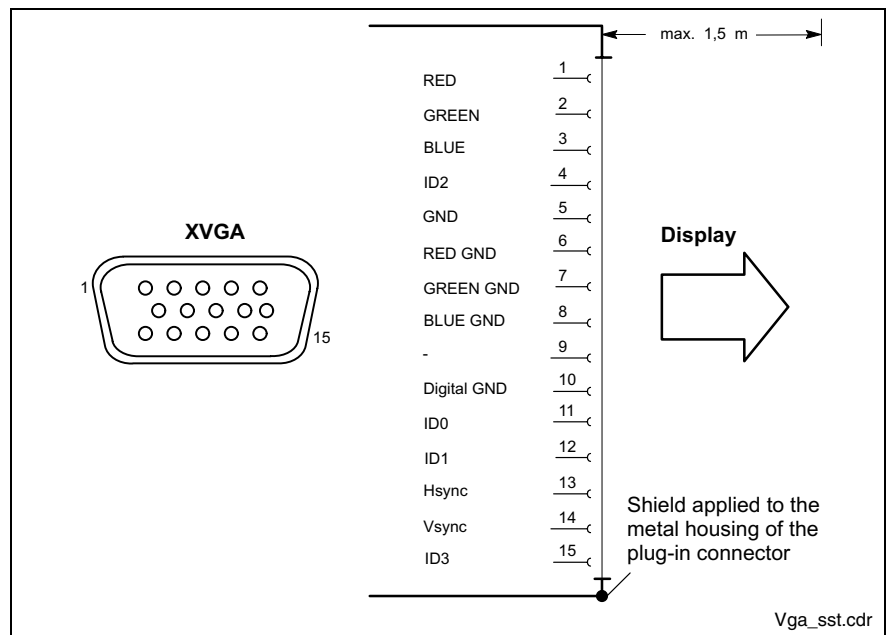 max. 1,5 m
RED 1
GREEN 2
BLUE 3
ID2 4
GND 5
RED GND 6
GREEN GND 7
BLUE GND 8
- 9
Digital GND 10
ID0 11
ID1 12
Hsync 13
Vsync 14
ID3 15
XVGA
1
15
Display
Shield applied to the
metal housing of the
plug-in connector
Vga_sst.cdr